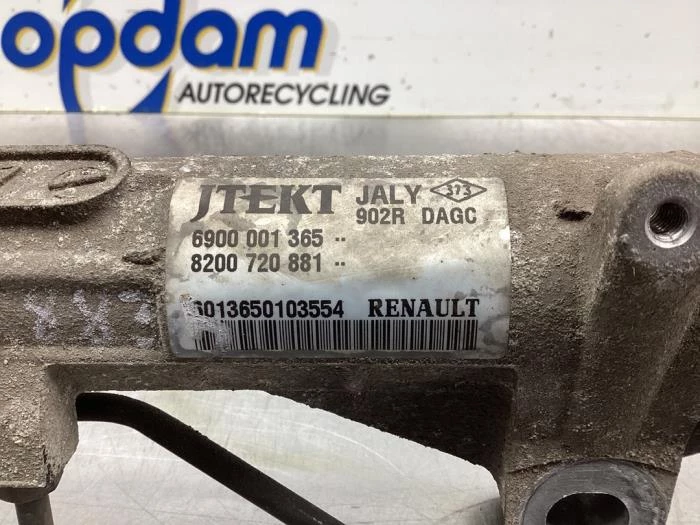 opdam
AUTORECYCLING
JTEKT JALY 373
902R DAGC
6900 001 365 --
8200 720 881 --
6013650103554 RENAULT